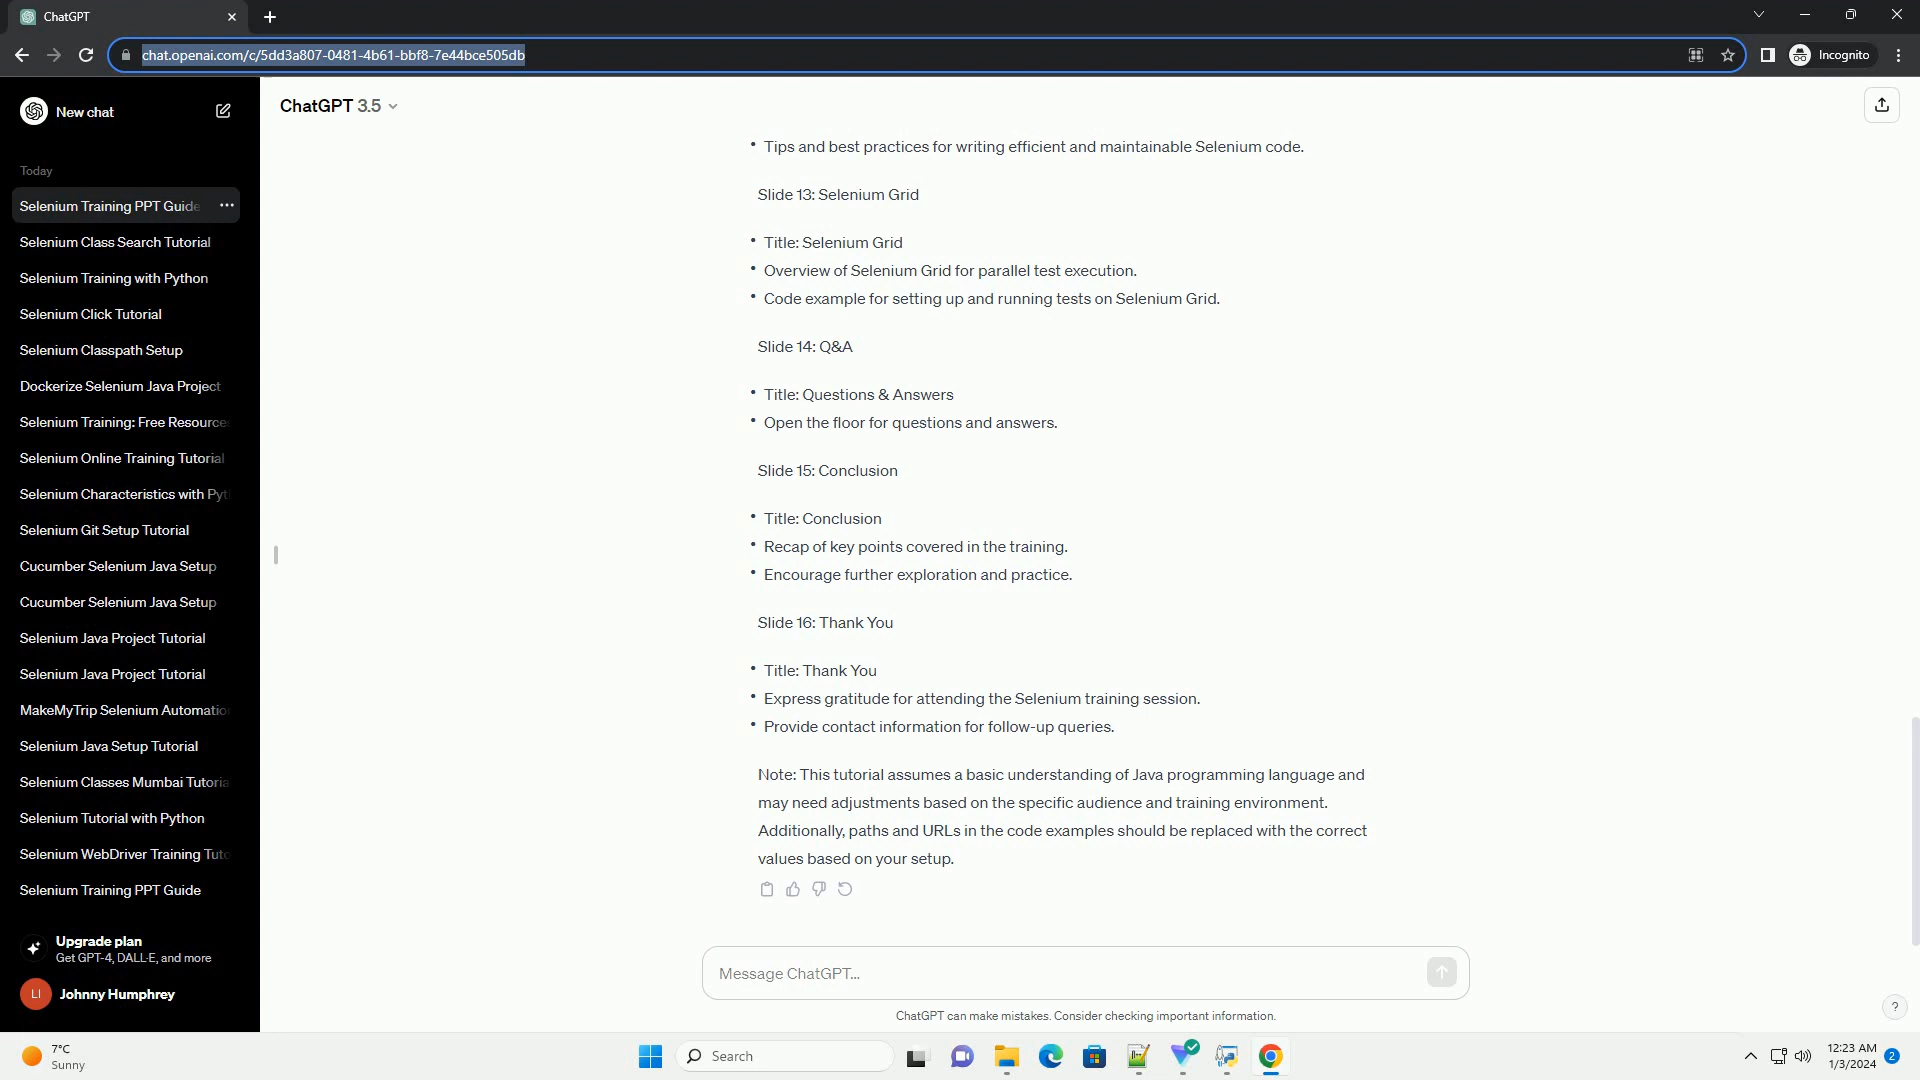 ChatGPT
chat.openai.com/c/5dd3a807-0481-4b61-bbf8-7e44bce505db
Incognito
New chat
ChatGPT 3.5
Today
Selenium Training PPT Guide
Selenium Class Search Tutorial
Selenium Training with Python
Selenium Click Tutorial
Selenium Classpath Setup
Dockerize Selenium Java Project
Selenium Training: Free Resources
Selenium Online Training Tutorial
Selenium Characteristics with Pyt
Selenium Git Setup Tutorial
Cucumber Selenium Java Setup
Cucumber Selenium Java Setup
Selenium Java Project Tutorial
Selenium Java Project Tutorial
MakeMyTrip Selenium Automatio
Selenium Java Setup Tutorial
Selenium Classes Mumbai Tutoria
Selenium Tutorial with Python
Selenium WebDriver Training Tuto
Selenium Training PPT Guide
Upgrade plan
Get GPT-4, DALL·E, and more
LI
Johnny Humphrey
• Tips and best practices for writing efficient and maintainable Selenium code.
Slide 13: Selenium Grid
• Title: Selenium Grid
• Overview of Selenium Grid for parallel test execution.
• Code example for setting up and running tests on Selenium Grid.
Slide 14: Q&A
• Title: Questions & Answers
• Open the floor for questions and answers.
Slide 15: Conclusion
• Title: Conclusion
• Recap of key points covered in the training.
• Encourage further exploration and practice.
Slide 16: Thank You
• Title: Thank You
• Express gratitude for attending the Selenium training session.
• Provide contact information for follow-up queries.
Note: This tutorial assumes a basic understanding of Java programming language and
may need adjustments based on the specific audience and training environment.
Additionally, paths and URLs in the code examples should be replaced with the correct
values based on your setup.
Message ChatGPT...
ChatGPT can make mistakes. Consider checking important information.
?
7°C
Sunny
Search
12:23 AM
1/3/2024
2